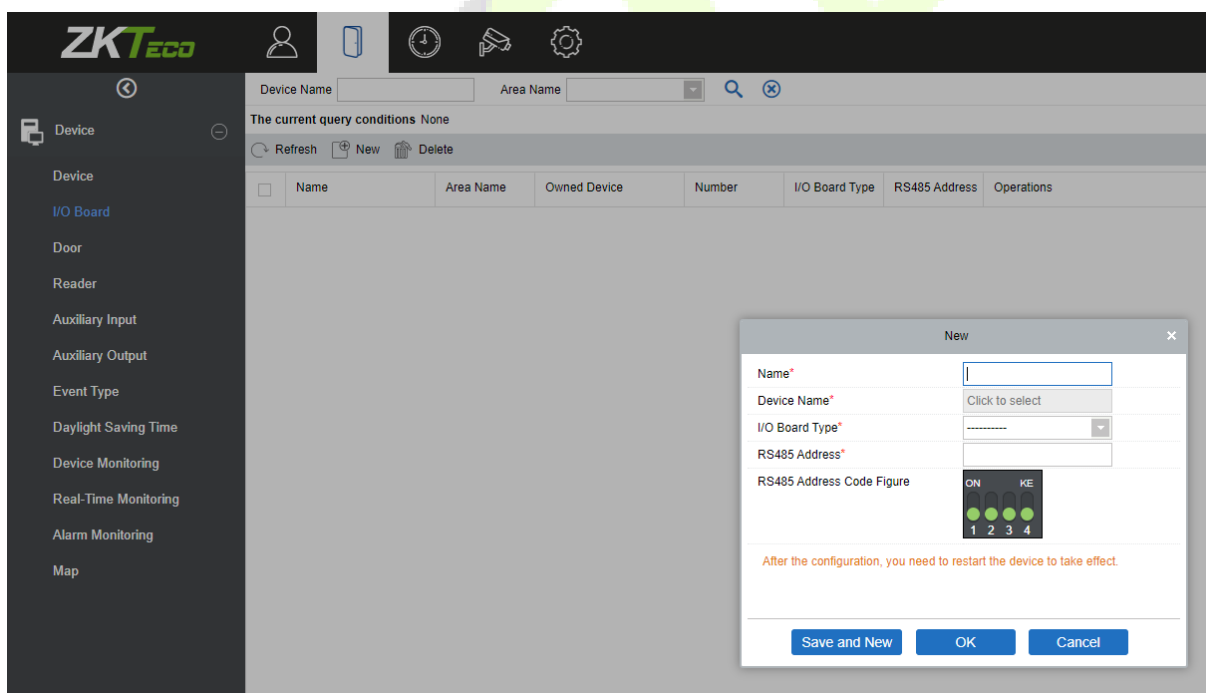 ZKTeco
Device Name
Area Name
The current query conditions None
Refresh New Delete
Name Area Name Owned Device Number I/O Board Type RS485 Address Operations
Device
Device
I/O Board
Door
Reader
Auxiliary Input
Auxiliary Output
Event Type
Daylight Saving Time
Device Monitoring
Real-Time Monitoring
Alarm Monitoring
Map
New
Name*
Device Name* Click to select
I/O Board Type* ----------
RS485 Address*
RS485 Address Code Figure
ON KE
1 2 3 4
After the configuration, you need to restart the device to take effect.
Save and New OK Cancel